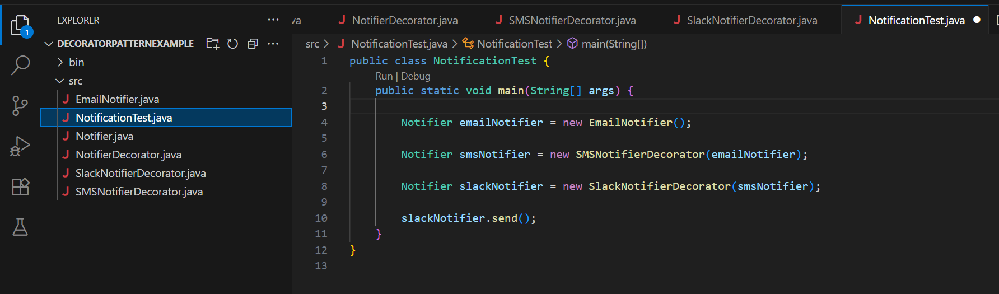 EXPLORER
DECORATORPATTERNEXAMPLE
bin
src
J EmailNotifier.java
J NotificationTest.java
J Notifier.java
J NotifierDecorator.java
J SlackNotifierDecorator.java
J SMSNotifierDecorator.java
1
va J NotifierDecorator.java J SMSNotifierDecorator.java J SlackNotifierDecorator.java J NotificationTest.java
src > J NotificationTest.java > NotificationTest > main(String[])
1 public class NotificationTest {
Run | Debug
2 public static void main(String[] args) {
3
4 Notifier emailNotifier = new EmailNotifier();
5
6 Notifier smsNotifier = new SMSNotifierDecorator(emailNotifier);
7
8 Notifier slackNotifier = new SlackNotifierDecorator(smsNotifier);
9
10 slackNotifier.send();
11 }
12 }
13